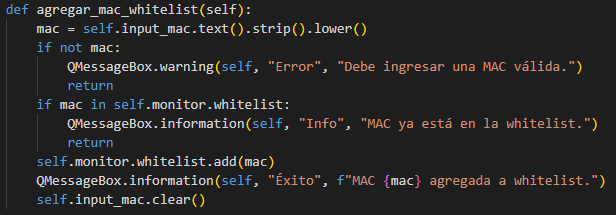 def agregar_mac_whitelist(self):
    mac = self.input_mac.text().strip().lower()
    if not mac:
        QMessageBox.warning(self, "Error", "Debe ingresar una MAC válida.")
        return
    if mac in self.monitor.whitelist:
        QMessageBox.information(self, "Info", "MAC ya está en la whitelist.")
        return
    self.monitor.whitelist.add(mac)
    QMessageBox.information(self, "Éxito", f"MAC {mac} agregada a whitelist.")
    self.input_mac.clear()